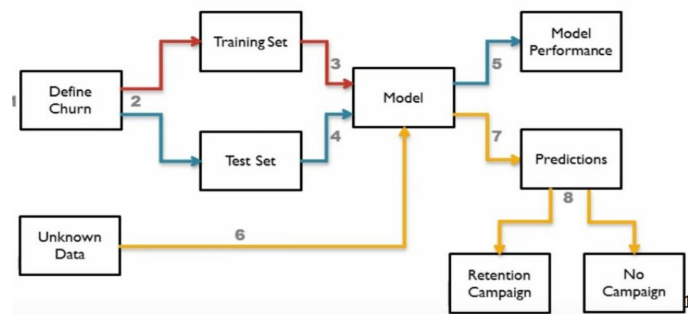 Training Set
Model
Performance
3
5
1
Define
Churn
2
Model
4
7
Test Set
Predictions
8
6
Unknown
Data
Retention
Campaign
No
Campaign
1